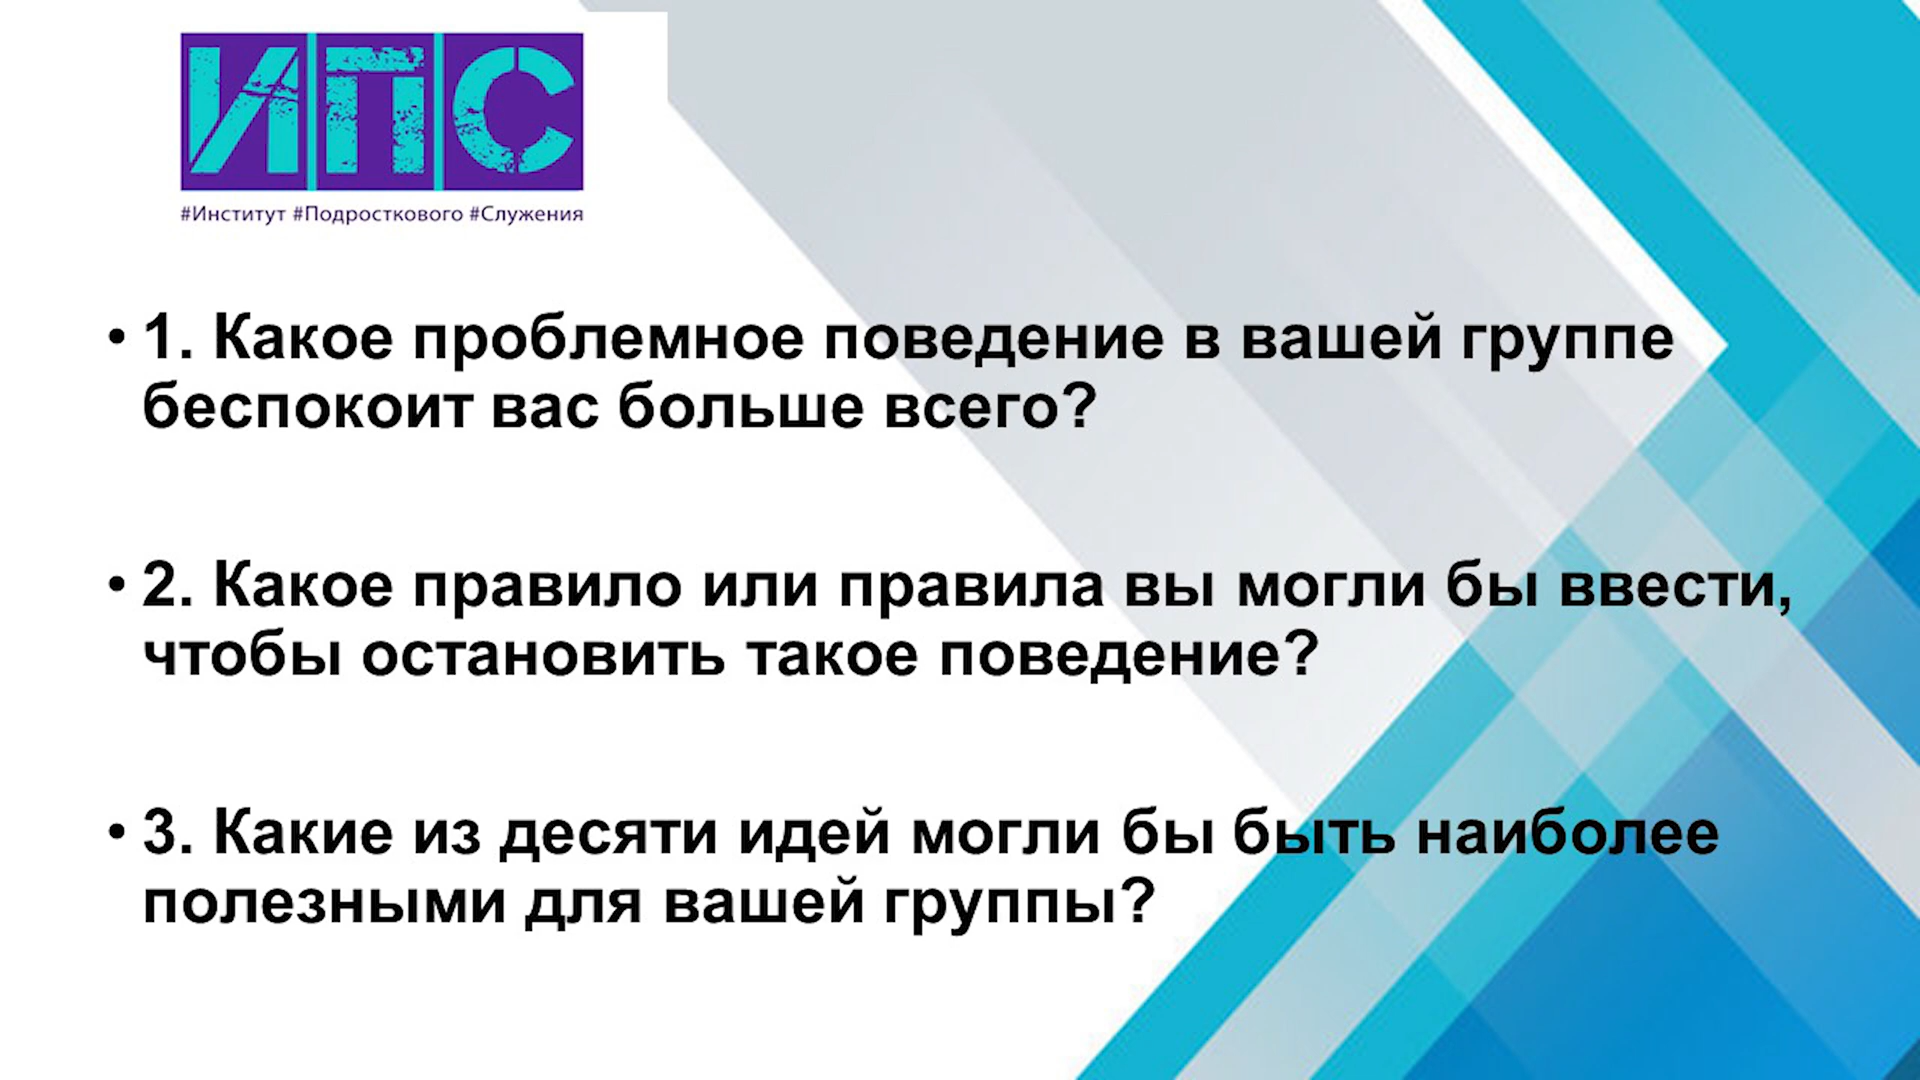 ИПС
#Институт #Подросткового #Служения
• 1. Какое проблемное поведение в вашей группе
беспокоит вас больше всего?
• 2. Какое правило или правила вы могли бы ввести,
чтобы остановить такое поведение?
• 3. Какие из десяти идей могли бы быть наиболее
полезными для вашей группы?